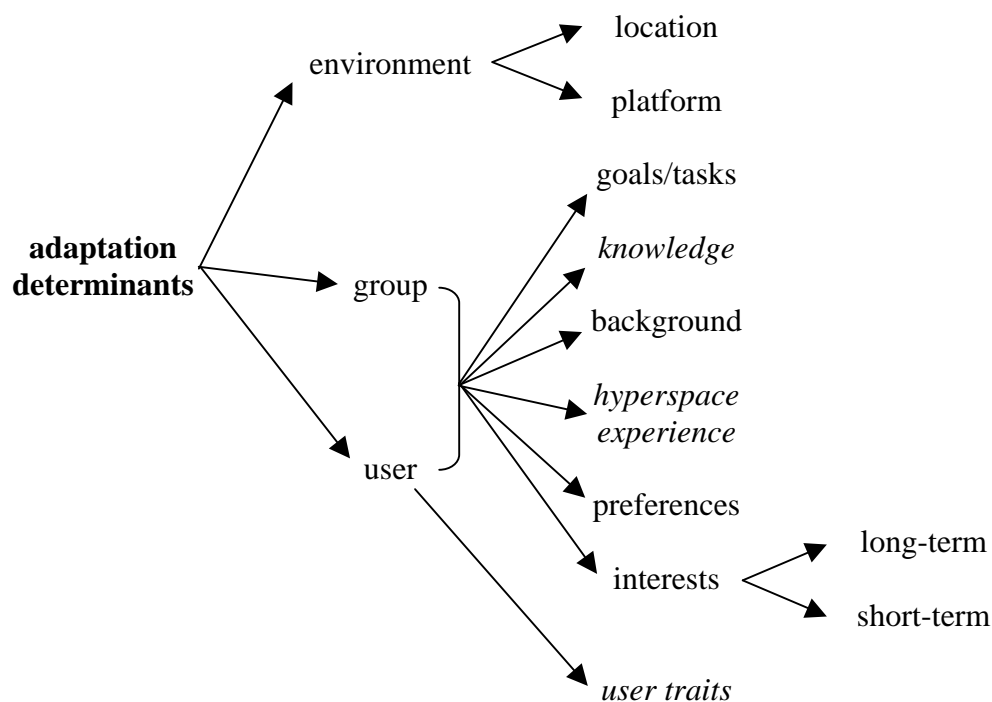 location
environment
platform
goals/tasks
adaptation
determinants
knowledge
group
background
hyperspace
experience
user
preferences
long-term
interests
short-term
user traits